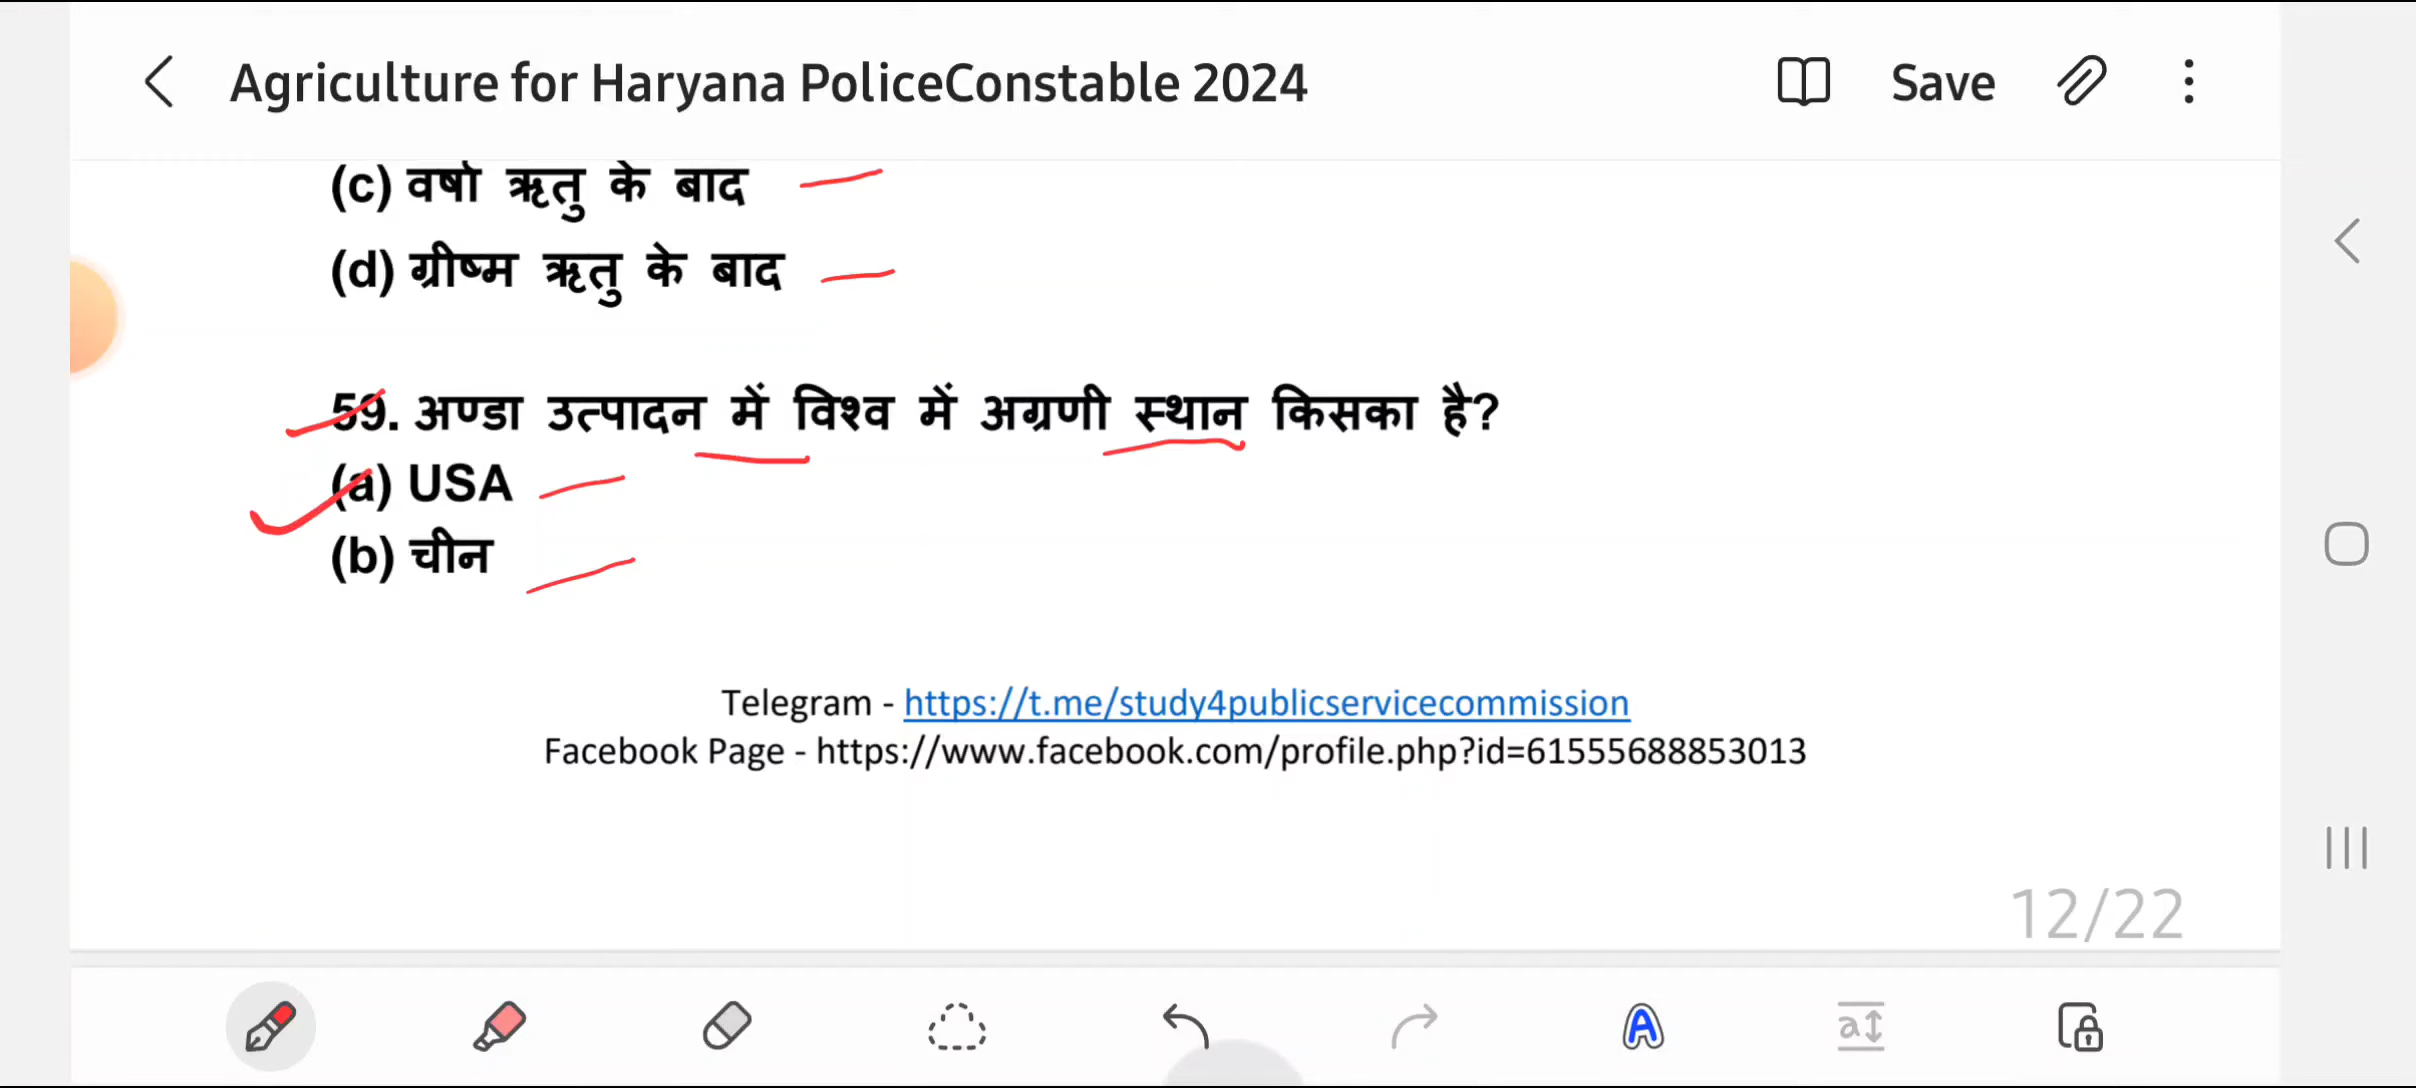 Agriculture for Haryana PoliceConstable 2024
Save
(c) वर्षा ऋतु के बाद
(d) ग्रीष्म ऋतु के बाद
59. अण्डा उत्पादन में विश्व में अग्रणी स्थान किसका है?
(a) USA
(b) चीन
Telegram - https://t.me/study4publicservicecommission
Facebook Page - https://www.facebook.com/profile.php?id=61555688853013
12/22